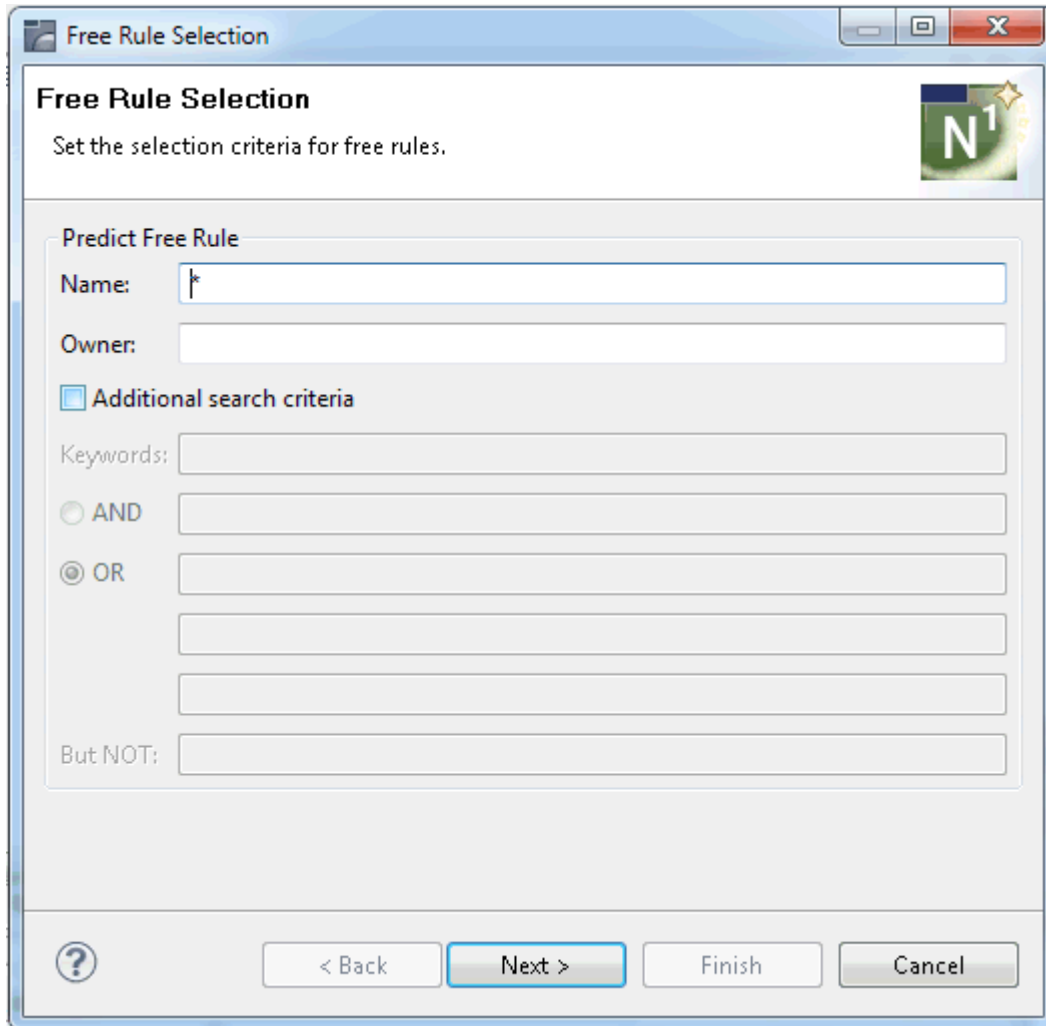 Free Rule Selection
Free Rule Selection
Set the selection criteria for free rules.
N1
Predict Free Rule
Name: *
Owner:
Additional search criteria
Keywords:
AND
OR
But NOT:
? < Back Next > Finish Cancel